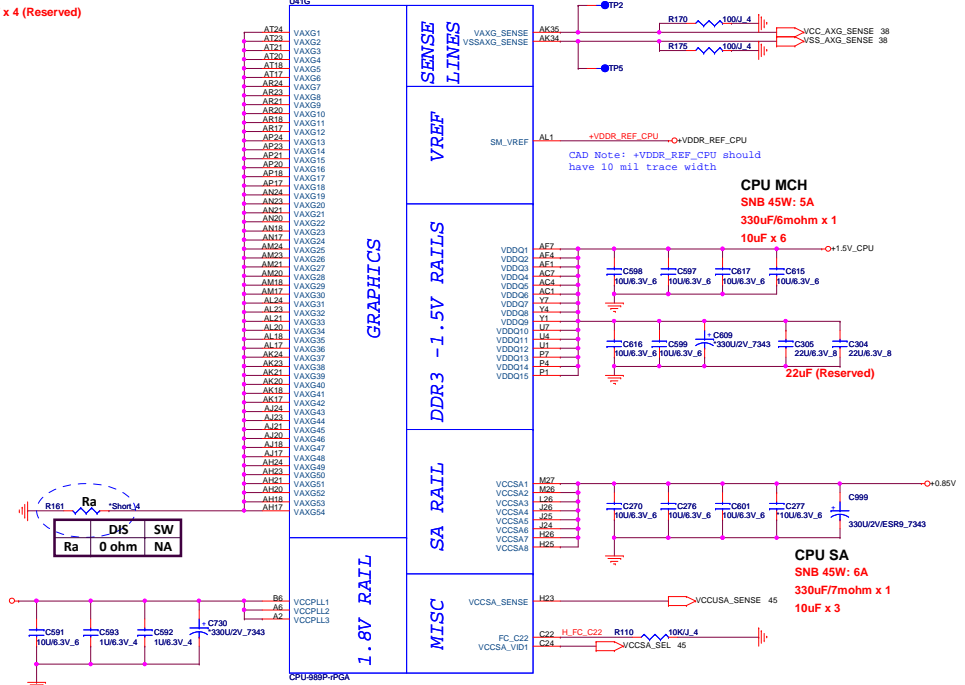 x 4 (Reserved)
U41G
AT24 VAXG1
AT23 VAXG2
AT21 VAXG3
AT20 VAXG4
AT18 VAXG5
AT17 VAXG6
AR24 VAXG7
AR23 VAXG8
AR21 VAXG9
AR20 VAXG10
AR18 VAXG11
AR17 VAXG12
AP24 VAXG13
AP23 VAXG14
AP21 VAXG15
AP20 VAXG16
AP18 VAXG17
AP17 VAXG18
AN24 VAXG19
AN23 VAXG20
AN21 VAXG21
AN20 VAXG22
AN18 VAXG23
AN17 VAXG24
AM24 VAXG25
AM23 VAXG26
AM21 VAXG27
AM20 VAXG28
AM18 VAXG29
AM17 VAXG30
AL24 VAXG31
AL23 VAXG32
AL21 VAXG33
AL20 VAXG34
AL18 VAXG35
AL17 VAXG36
AK24 VAXG37
AK23 VAXG38
AK21 VAXG39
AK20 VAXG40
AK18 VAXG41
AK17 VAXG42
AJ24 VAXG43
AJ23 VAXG44
AJ21 VAXG45
AJ20 VAXG46
AJ18 VAXG47
AJ17 VAXG48
AH24 VAXG49
AH23 VAXG50
AH21 VAXG51
AH20 VAXG52
AH18 VAXG53
AH17 VAXG54
GRAPHICS
R161 Ra *Short_4
DIS SW
Ra 0 ohm NA
B6 VCCPLL1
A6 VCCPLL2
A2 VCCPLL3
1.8V RAIL
C591
10U/6.3V_6
C593
1U/6.3V_4
C592
1U/6.3V_4
C730
*330U/2V_7343
CPU-989P-rPGA
SENSE
LINES
VAXG_SENSE AK35
VSSAXG_SENSE AK34
TP2
TP5
R170 100/J_4
R175 100/J_4
VCC_AXG_SENSE 38
VSS_AXG_SENSE 38
VREF
SM_VREF AL1 +VDDR_REF_CPU +VDDR_REF_CPU
CAD Note: +VDDR_REF_CPU should
have 10 mil trace width
CPU MCH
SNB 45W: 5A
330uF/6mohm x 1
10uF x 6
DDR3 -1.5V RAILS
VDDQ1 AF7
VDDQ2 AF4
VDDQ3 AF1
VDDQ4 AC7
VDDQ5 AC4
VDDQ6 AC1
VDDQ7 Y7
VDDQ8 Y4
VDDQ9 Y1
VDDQ10 U7
VDDQ11 U4
VDDQ12 U1
VDDQ13 P7
VDDQ14 P4
VDDQ15 P1
+1.5V_CPU
C598
10U/6.3V_6
C597
10U/6.3V_6
C617
10U/6.3V_6
C615
10U/6.3V_6
C616
10U/6.3V_6
C599
10U/6.3V_6
C609
*330U/2V_7343
C305
22U/6.3V_8
C304
22U/6.3V_8
22uF (Reserved)
SA RAIL
VCCSA1 M27
VCCSA2 M26
VCCSA3 L26
VCCSA4 J26
VCCSA5 J25
VCCSA6 J24
VCCSA7 H26
VCCSA8 H25
+0.85V
C270
10U/6.3V_6
C276
10U/6.3V_6
C601
10U/6.3V_6
C277
*10U/6.3V_6
C999
330U/2V/ESR9_7343
CPU SA
SNB 45W: 6A
330uF/7mohm x 1
10uF x 3
MISC
VCCSA_SENSE H23 VCCUSA_SENSE 45
FC_C22 C22 H_FC_C22 R110 10K/J_4
VCCSA_VID1 C24 VCCSA_SEL 45